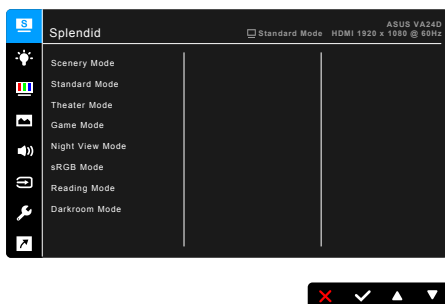 S
Splendid
Standard Mode
ASUS VA24D
HDMI 1920 x 1080 @ 60Hz
Scenery Mode
Standard Mode
Theater Mode
Game Mode
Night View Mode
sRGB Mode
Reading Mode
Darkroom Mode